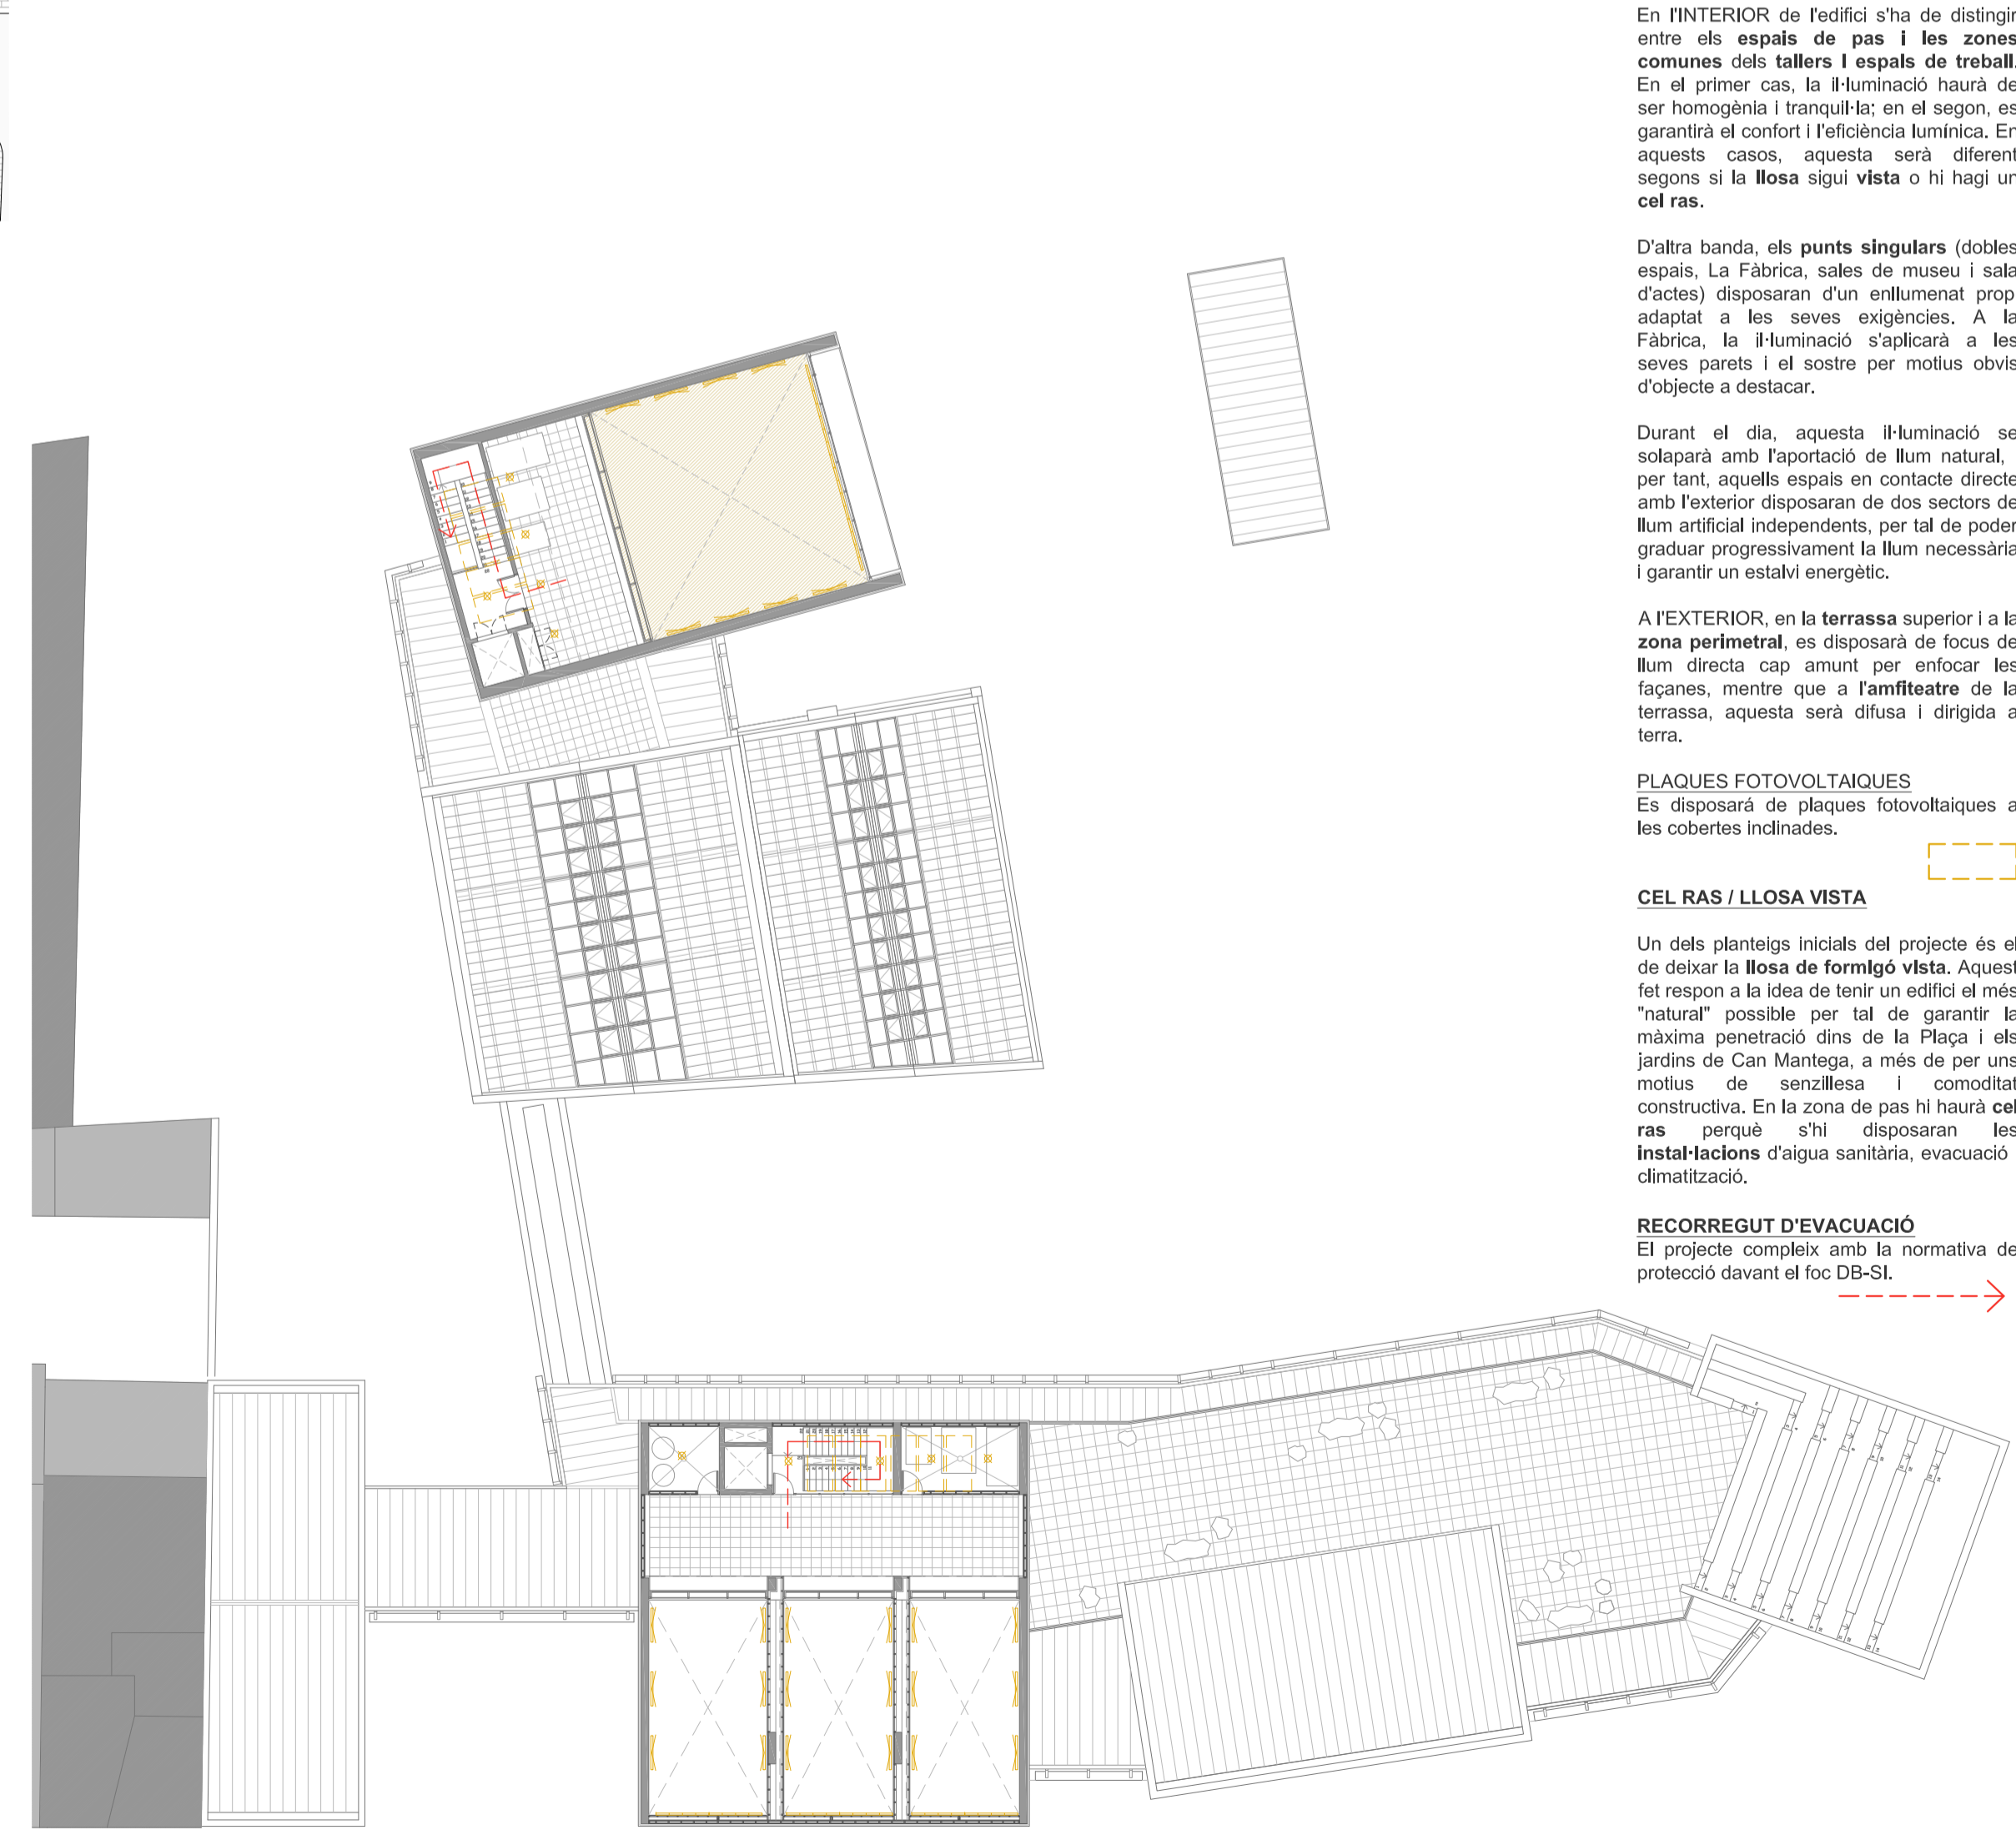 En l'INTERIOR de l'edifici s'ha de distingir
entre els espais de pas i les zones
comunes dels tallers I espais de treball.
En el primer cas, la il·luminació haurà de
ser homogènia i tranquil·la; en el segon, es
garantirà el confort i l'eficiència lumínica. En
aquests casos, aquesta serà diferent
segons si la llosa sigui vista o hi hagi un
cel ras.
D'altra banda, els punts singulars (dobles
espais, La Fàbrica, sales de museu i sala
d'actes) disposaran d'un enllumenat prop
adaptat a les seves exigències. A la
Fàbrica, la il·luminació s'aplicarà a les
seves parets i el sostre per motius obvis
d'objecte a destacar.
Durant el dia, aquesta il·luminació se
solaparà amb l'aportació de llum natural,
per tant, aquells espais en contacte directe
amb l'exterior disposaran de dos sectors de
llum artificial independents, per tal de poder
graduar progressivament la llum necessària
i garantir un estalvi energètic.
A l'EXTERIOR, en la terrassa superior i a la
zona perimetral, es disposarà de focus de
llum directa cap amunt per enfocar les
façanes, mentre que a l'amfiteatre de la
terrassa, aquesta serà difusa i dirigida a
terra.
PLAQUES FOTOVOLTAIQUES
Es disposará de plaques fotovoltaiques a
les cobertes inclinades.
CEL RAS / LLOSA VISTA
Un dels planteigs inicials del projecte és el
de deixar la llosa de formigó vista. Aquest
fet respon a la idea de tenir un edifici el més
"natural" possible per tal de garantir la
màxima penetració dins de la Plaça i els
jardins de Can Mantega, a més de per uns
motius de senzillesa i comoditat
constructiva. En la zona de pas hi haurà cel
ras perquè s'hi disposaran les
instal·lacions d'aigua sanitària, evacuació
climatització.
RECORREGUT D'EVACUACIÓ
El projecte compleix amb la normativa de
protecció davant el foc DB-SI.